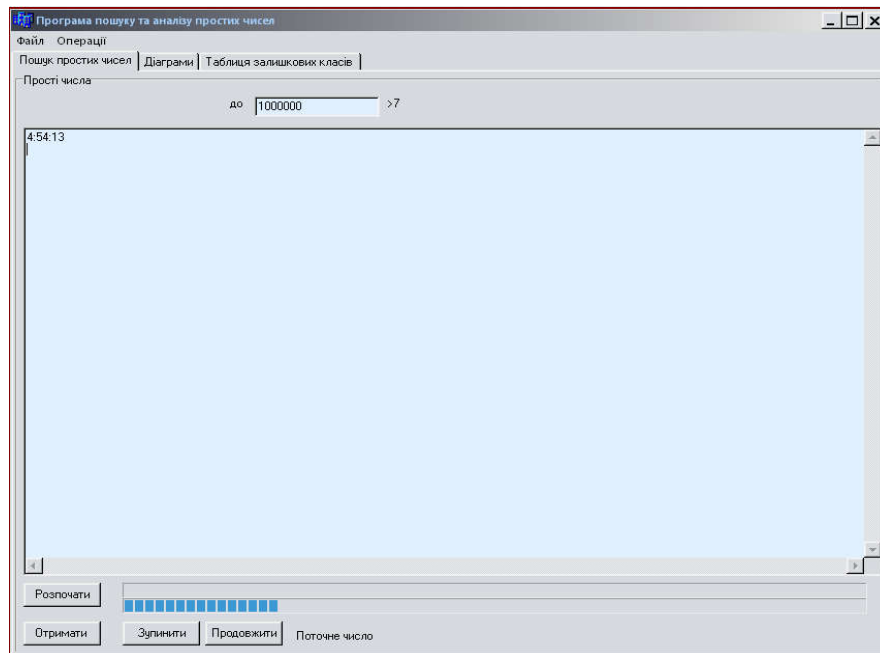 Програма пошуку та аналізу простих чисел
Файл Операції
Пошук простих чисел Діаграми Таблиця залишкових класів
Прості числа
до 1000000 >7
4:54:13
Розпочати
Отримати Зупинити Продовжити Поточне число